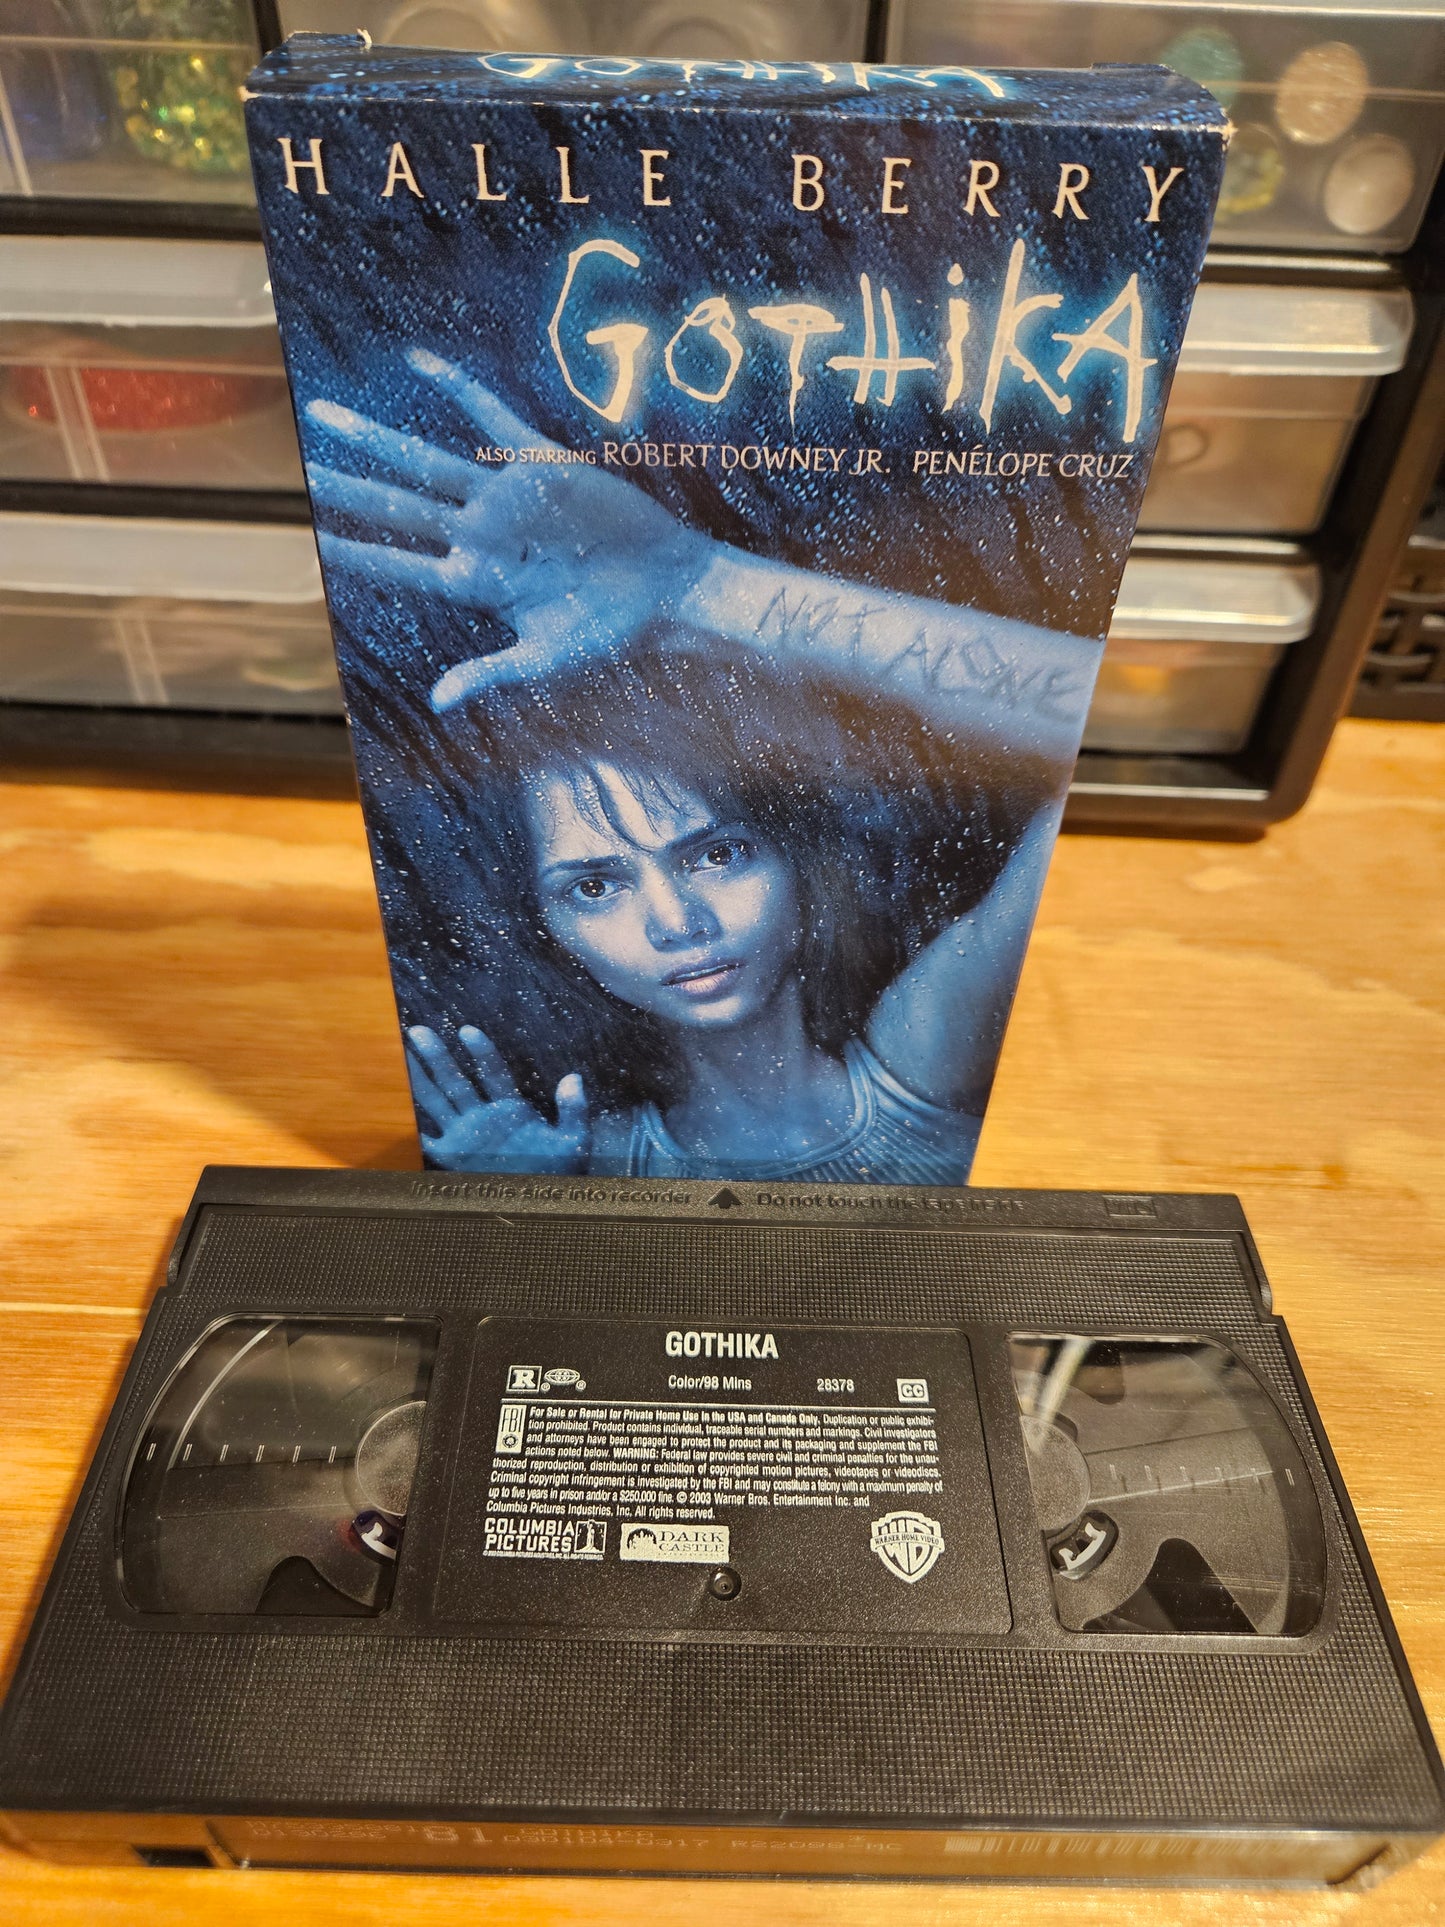 GOTHIKA
HALLE BERRY
GOTHIKA
ALSO STARRING ROBERT DOWNEY JR. PENÉLOPE CRUZ
NOT ALONE
Insert this side into recorder Do not touch the tape inside
GOTHIKA
R Color/98 Mins 28378 CC
FBI For Sale or Rental for Private Home Use in the USA and Canada Only. Duplication or public exhibi-
tion prohibited. Product contains individual, traceable serial numbers and markings. Civil investigators
and attorneys have been engaged to protect the product and its packaging and supplement the FBI
actions noted below. WARNING: Federal law provides severe civil and criminal penalties for the unau-
thorized reproduction, distribution or exhibition of copyrighted motion pictures, videotapes or videodiscs.
Criminal copyright infringement is investigated by the FBI and may constitute a felony with a maximum penalty of
up to five years in prison and/or a $250,000 fine. © 2003 Warner Bros. Entertainment Inc. and
Columbia Pictures Industries, Inc. All rights reserved.
COLUMBIA
PICTURES
DARK
CASTLE
WARNER HOME VIDEO
81